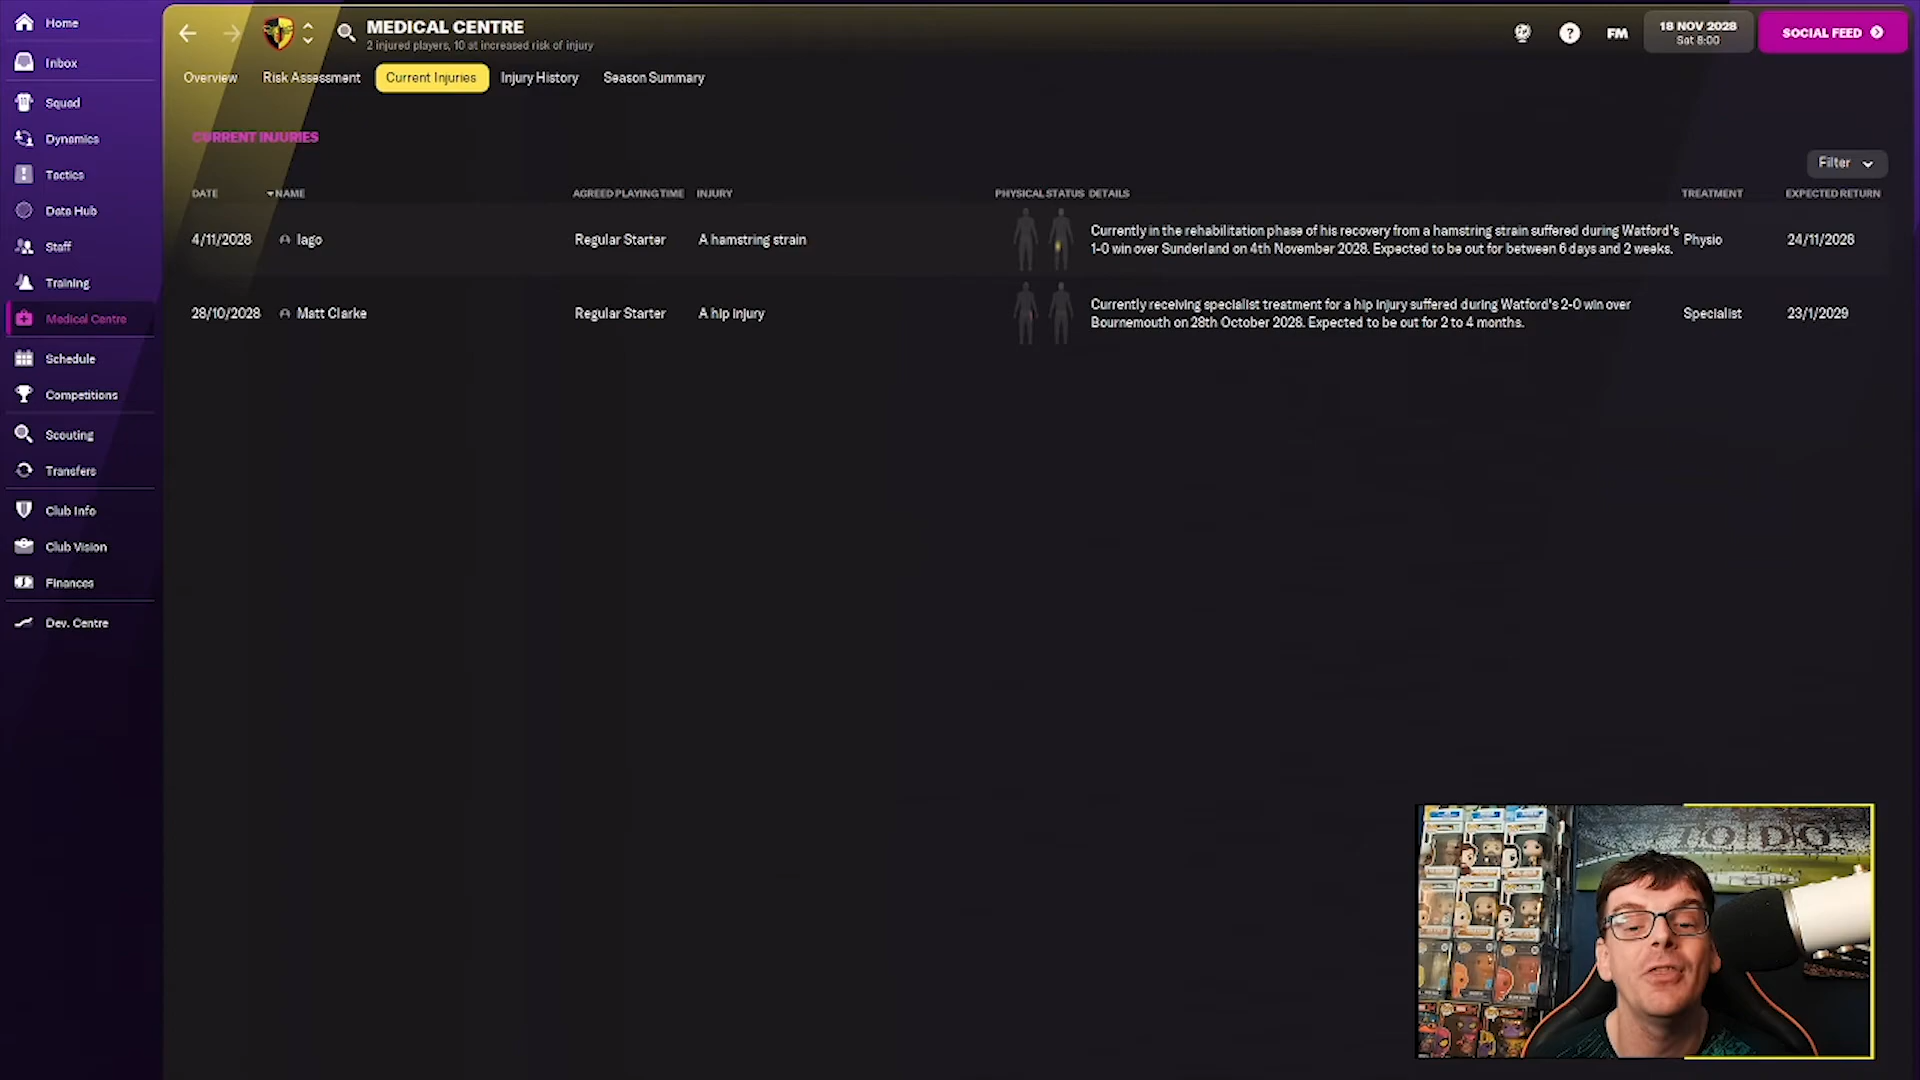 Home
Inbox
Squad
Dynamics
Tactics
Data Hub
Staff
Training
Medical Centre
Schedule
Competitions
Scouting
Transfers
Club Info
Club Vision
Finances
Dev. Centre
MEDICAL CENTRE
2 injured players, 10 at increased risk of injury
FM
18 NOV 2028
Sat 8:00
SOCIAL FEED
Overview
Risk Assessment
Current Injuries
Injury History
Season Summary
CURRENT INJURIES
Filter
DATE NAME AGREED PLAYING TIME INJURY PHYSICAL STATUS DETAILS TREATMENT EXPECTED RETURN
4/11/2028 Iago Regular Starter A hamstring strain
Currently in the rehabilitation phase of his recovery from a hamstring strain suffered during Watford's
1-0 win over Sunderland on 4th November 2028. Expected to be out for between 6 days and 2 weeks.
Physio 24/11/2028
28/10/2028 Matt Clarke Regular Starter A hip injury
Currently receiving specialist treatment for a hip injury suffered during Watford's 2-0 win over
Bournemouth on 28th October 2028. Expected to be out for 2 to 4 months.
Specialist 23/1/2029
TO DO